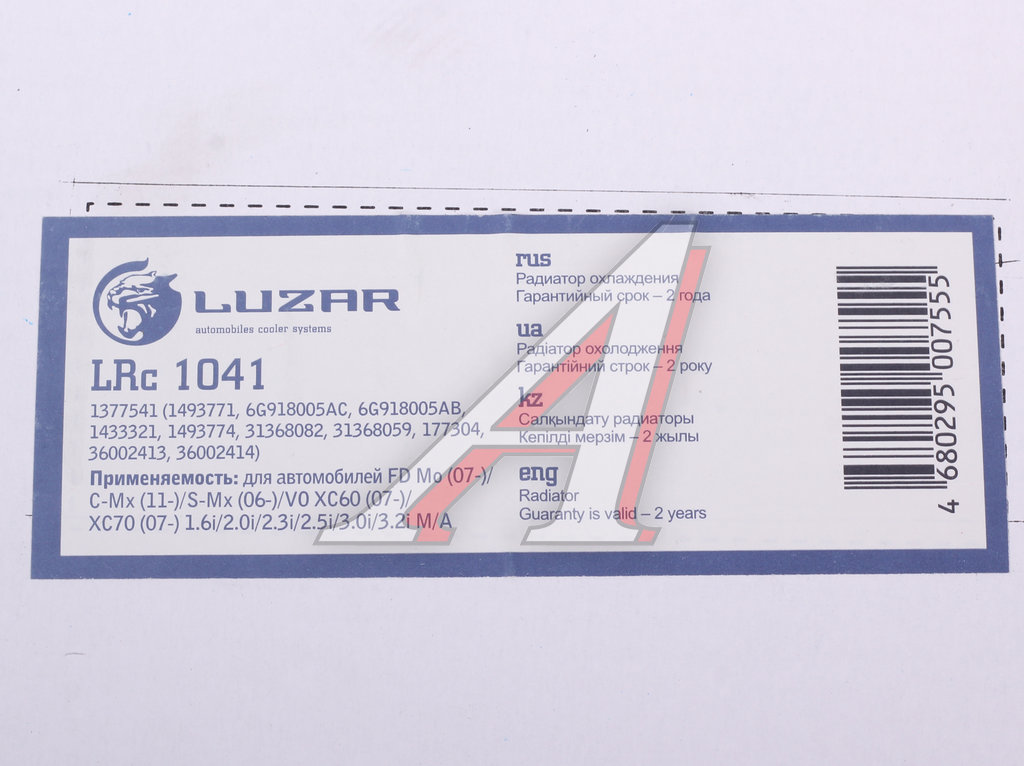 LUZAR
automobiles cooler systems
LRc 1041
1377541 (1493771, 6G918005AC, 6G918005AB,
1433321, 1493774, 31368082, 31368059, 177304,
36002413, 36002414)
Применяемость: для автомобилей FD Mo (07-)/
C-Mx (11-)/S-Mx (06-)/VO XC60 (07-)/
XC70 (07-) 1.6i/2.0i/2.3i/2.5i/3.0i/3.2i M/A
rus
Радиатор охлаждения
Гарантийный срок – 2 года
ua
Радіатор охолодження
Гарантійний строк – 2 року
kz
Салқындату радиаторы
Кепілді мерзім – 2 жылы
eng
Radiator
Guaranty is valid – 2 years
4 680295 007555